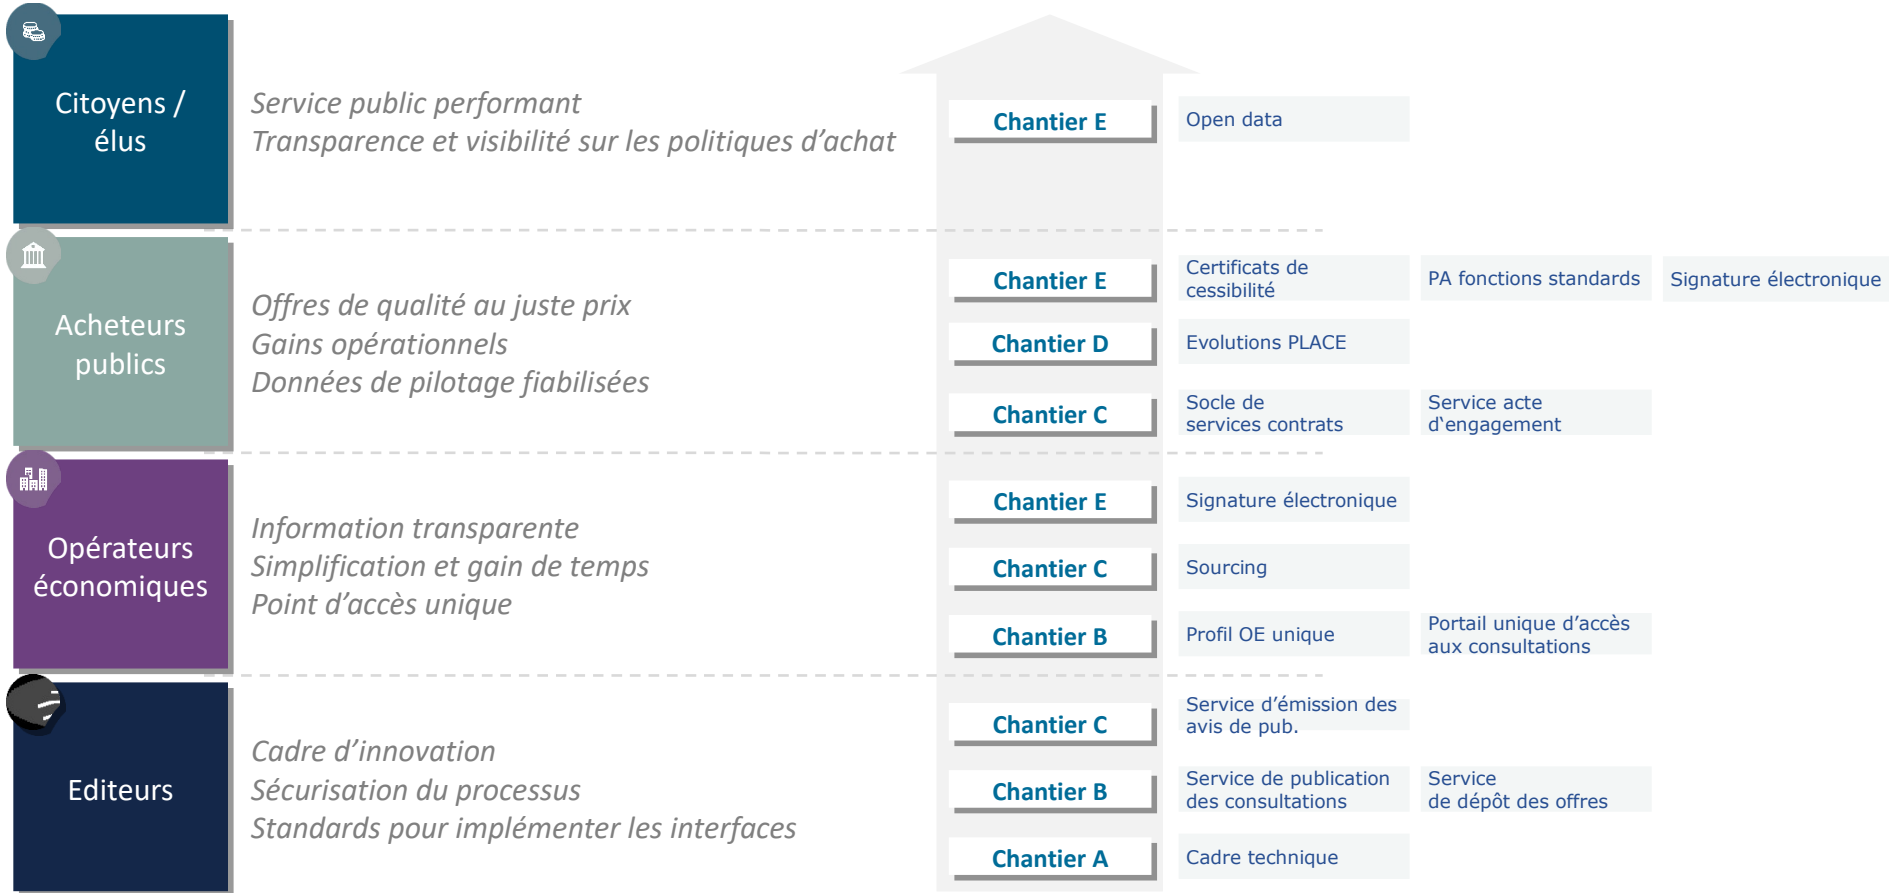 Citoyens /
élus
Service public performant
Transparence et visibilité sur les politiques d’achat
Chantier E
Open data
Acheteurs
publics
Offres de qualité au juste prix
Gains opérationnels
Données de pilotage fiabilisées
Chantier E
Certificats de
cessibilité
PA fonctions standards
Signature électronique
Chantier D
Evolutions PLACE
Chantier C
Socle de
services contrats
Service acte
d‘engagement
Opérateurs
économiques
Information transparente
Simplification et gain de temps
Point d’accès unique
Chantier E
Signature électronique
Chantier C
Sourcing
Chantier B
Profil OE unique
Portail unique d’accès
aux consultations
Editeurs
Cadre d’innovation
Sécurisation du processus
Standards pour implémenter les interfaces
Chantier C
Service d’émission des
avis de pub.
Chantier B
Service de publication
des consultations
Service
de dépôt des offres
Chantier A
Cadre technique